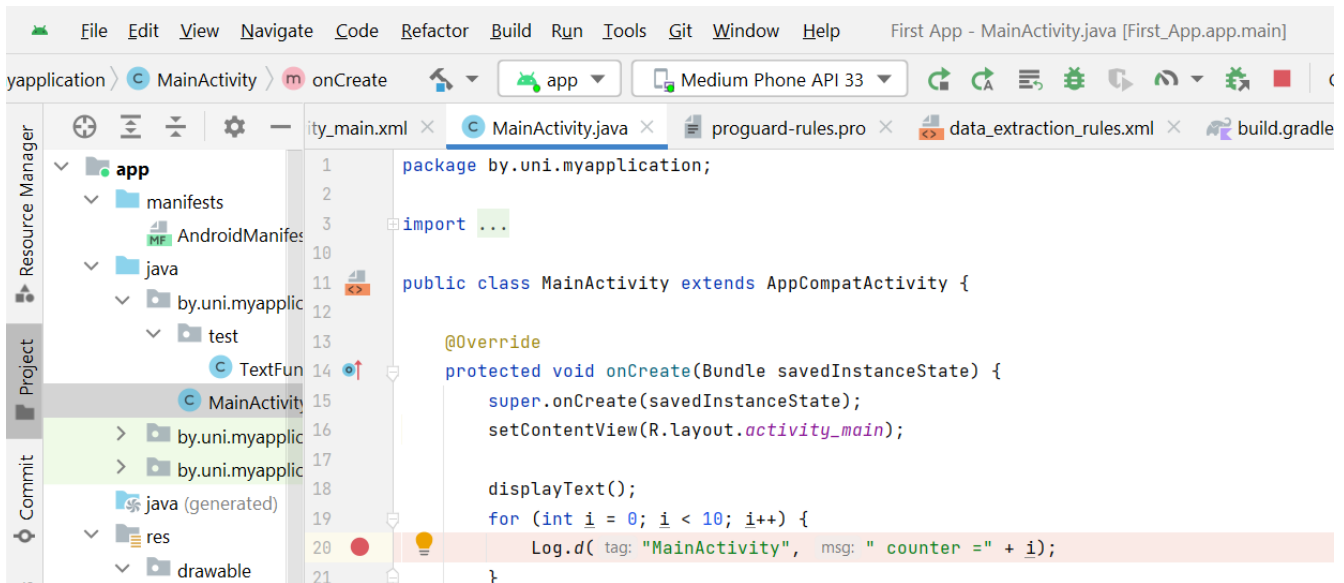 File Edit View Navigate Code Refactor Build Run Tools Git Window Help First App - MainActivity.java [First_App.app.main]
yapplication C MainActivity m onCreate app Medium Phone API 33
Resource Manager
Project
Commit
app
manifests
MF AndroidManifes
java
by.uni.myapplic
test
C TextFun
C MainActivity
by.uni.myapplic
by.uni.myapplic
java (generated)
res
drawable
ity_main.xml C MainActivity.java proguard-rules.pro data_extraction_rules.xml build.gradle
1 package by.uni.myapplication;
2
3 import ...
10
11 public class MainActivity extends AppCompatActivity {
12
13 @Override
14 protected void onCreate(Bundle savedInstanceState) {
15 super.onCreate(savedInstanceState);
16 setContentView(R.layout.activity_main);
17
18 displayText();
19 for (int i = 0; i < 10; i++) {
20 Log.d( tag: "MainActivity", msg: " counter =" + i);
21 }